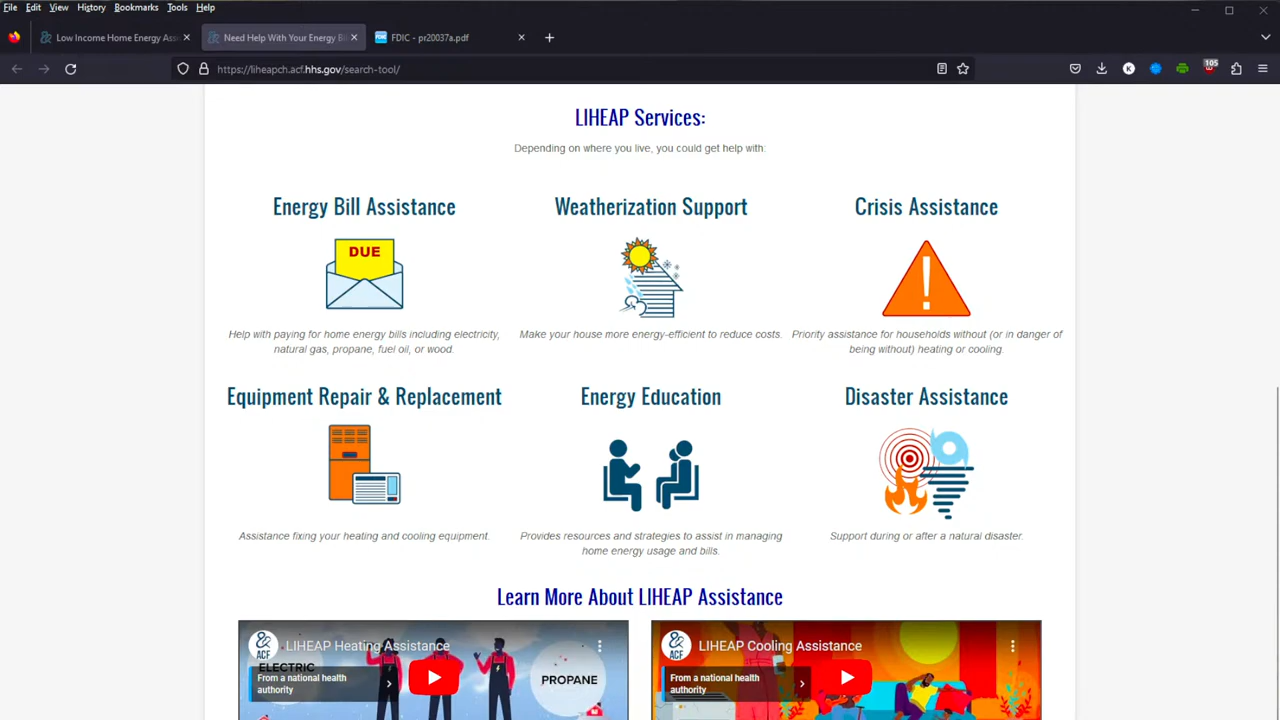 File Edit View History Bookmarks Tools Help
Low Income Home Energy Ass
Need Help With Your Energy Bi
FDIC - pr20037a.pdf
https://liheapch.acf.hhs.gov/search-tool/
105
LIHEAP Services:
Depending on where you live, you could get help with:
Energy Bill Assistance
Weatherization Support
Crisis Assistance
DUE
Help with paying for home energy bills including electricity,
natural gas, propane, fuel oil, or wood.
Make your house more energy-efficient to reduce costs.
Priority assistance for households without (or in danger of
being without) heating or cooling.
Equipment Repair & Replacement
Energy Education
Disaster Assistance
Assistance fixing your heating and cooling equipment.
Provides resources and strategies to assist in managing
home energy usage and bills.
Support during or after a natural disaster.
Learn More About LIHEAP Assistance
ACF
LIHEAP Heating Assistance
ELECTRIC
From a national health
authority
PROPANE
ACF
LIHEAP Cooling Assistance
From a national health
authority